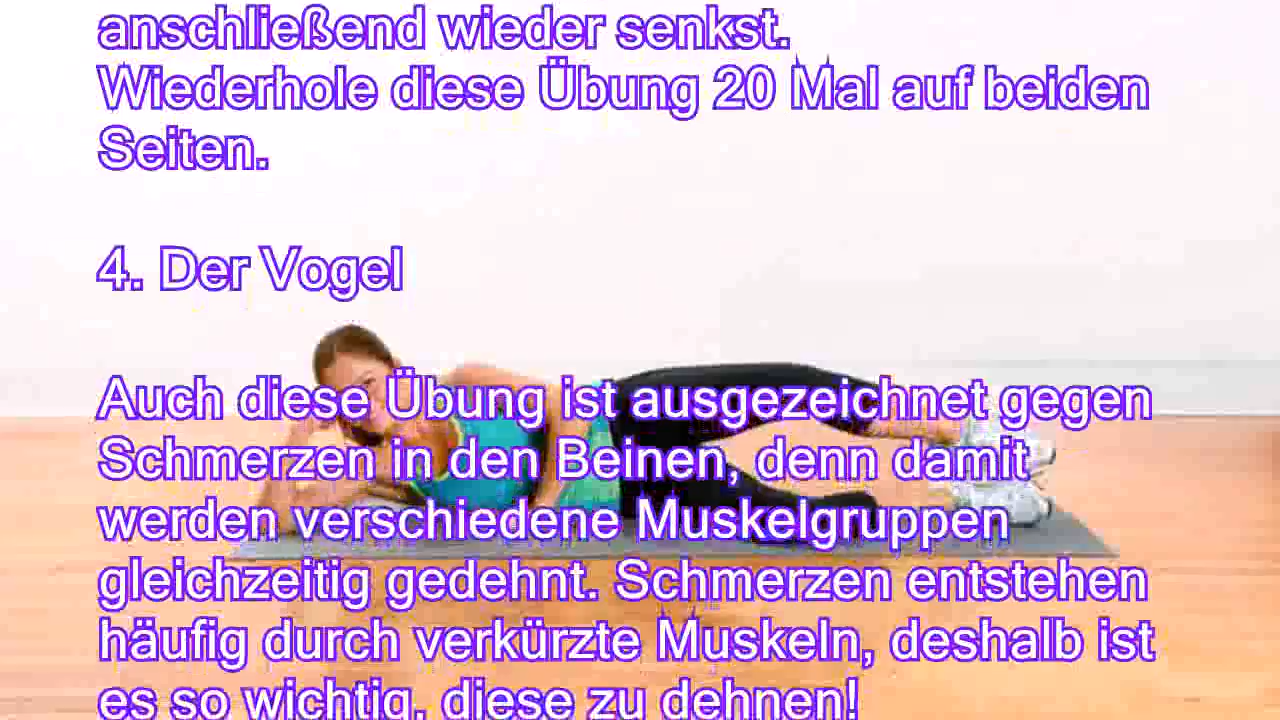 anschließend wieder senkst.
Wiederhole diese Übung 20 Mal auf beiden
Seiten.
4. Der Vogel
Auch diese Übung ist ausgezeichnet gegen
Schmerzen in den Beinen, denn damit
werden verschiedene Muskelgruppen
gleichzeitig gedehnt. Schmerzen entstehen
häufig durch verkürzte Muskeln, deshalb ist
es so wichtig, diese zu dehnen!